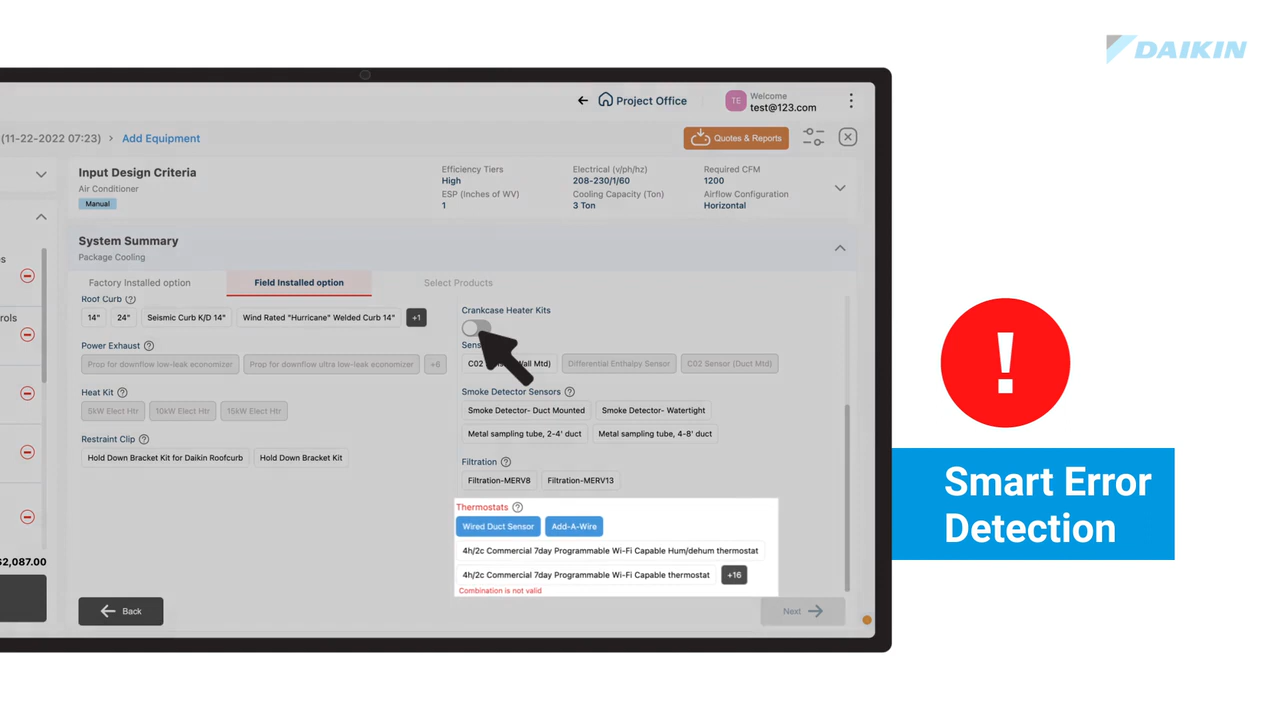 DAIKIN
Project Office
TE
Welcome
test@123.com
(11-22-2022 07:23) > Add Equipment
Quotes & Reports
Input Design Criteria
Air Conditioner
Manual
Efficiency Tiers
High
ESP (Inches of WV)
1
Electrical (v/ph/hz)
208-230/1/60
Cooling Capacity (Ton)
3 Ton
Required CFM
1200
Airflow Configuration
Horizontal
System Summary
Package Cooling
Factory Installed option
Field Installed option
Select Products
Roof Curb ?
14" 24" Seismic Curb K/D 14" Wind Rated "Hurricane" Welded Curb 14" +1
Power Exhaust ?
Prop for downflow low-leak economizer Prop for downflow ultra low-leak economizer +6
Heat Kit ?
5kW Elect Htr 10kW Elect Htr 15kW Elect Htr
Restraint Clip ?
Hold Down Bracket Kit for Daikin Roofcurb Hold Down Bracket Kit
Crankcase Heater Kits
C02 Wall Mtd) Differential Enthalpy Sensor C02 Sensor (Duct Mtd)
Smoke Detector Sensors ?
Smoke Detector- Duct Mounted Smoke Detector- Watertight
Metal sampling tube, 2-4' duct Metal sampling tube, 4-8' duct
Filtration ?
Filtration-MERV8 Filtration-MERV13
Thermostats ?
Wired Duct Sensor Add-A-Wire
4h/2c Commercial 7day Programmable Wi-Fi Capable Hum/dehum thermostat
4h/2c Commercial 7day Programmable Wi-Fi Capable thermostat +16
Combination is not valid
$2,087.00
Back
Next
!
Smart Error
Detection